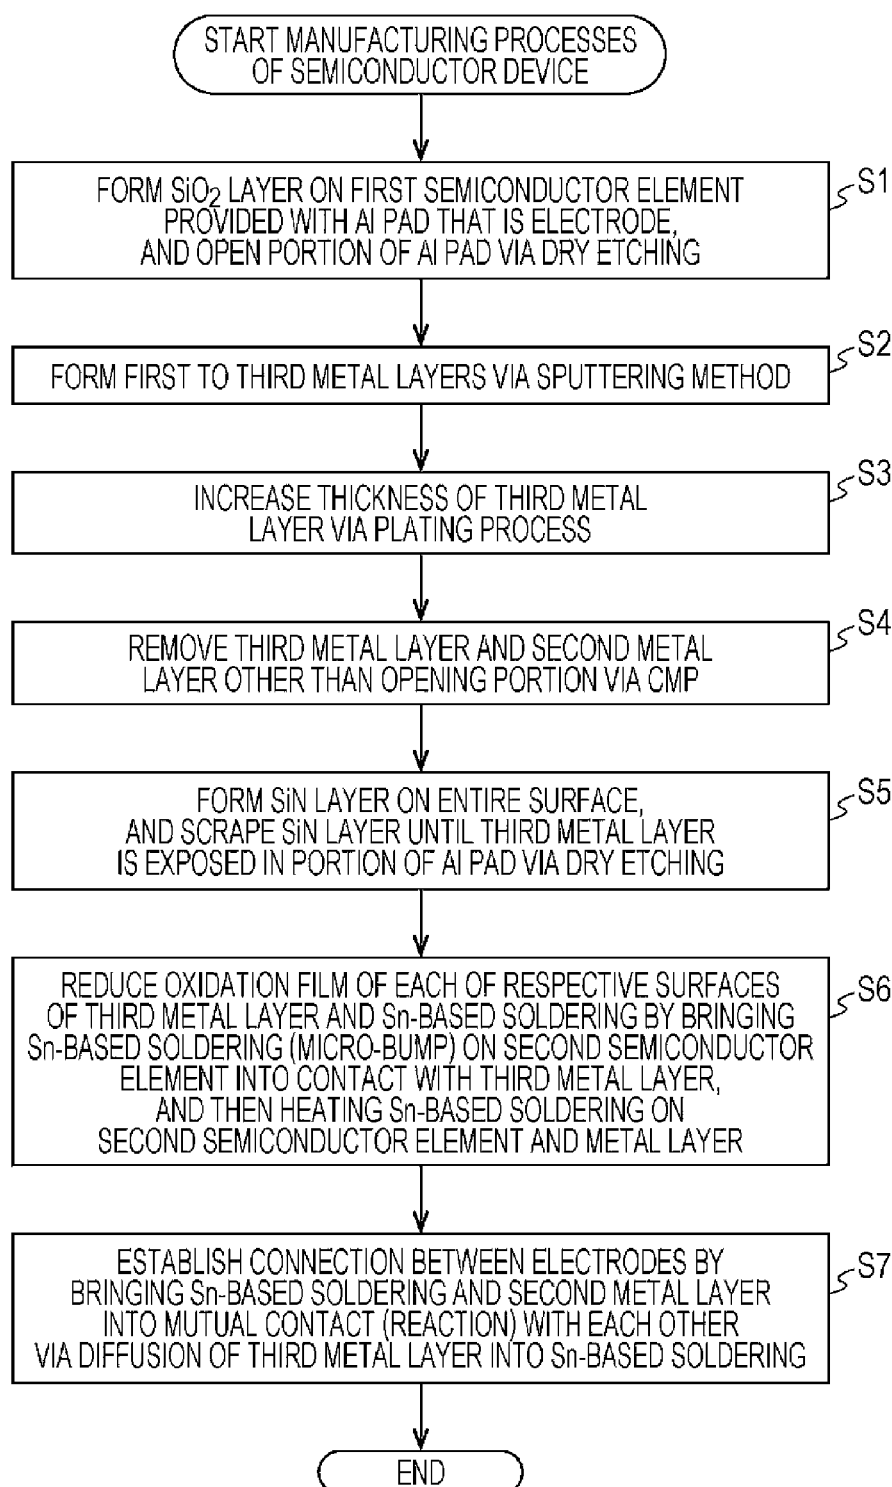 START MANUFACTURING PROCESSES
OF SEMICONDUCTOR DEVICE
S1
FORM SiO2 LAYER ON FIRST SEMICONDUCTOR ELEMENT
PROVIDED WITH Al PAD THAT IS ELECTRODE,
AND OPEN PORTION OF Al PAD VIA DRY ETCHING
S2
FORM FIRST TO THIRD METAL LAYERS VIA SPUTTERING METHOD
S3
INCREASE THICKNESS OF THIRD METAL
LAYER VIA PLATING PROCESS
S4
REMOVE THIRD METAL LAYER AND SECOND METAL
LAYER OTHER THAN OPENING PORTION VIA CMP
S5
FORM SiN LAYER ON ENTIRE SURFACE,
AND SCRAPE SiN LAYER UNTIL THIRD METAL LAYER
IS EXPOSED IN PORTION OF Al PAD VIA DRY ETCHING
S6
REDUCE OXIDATION FILM OF EACH OF RESPECTIVE SURFACES
OF THIRD METAL LAYER AND Sn-BASED SOLDERING BY BRINGING
Sn-BASED SOLDERING (MICRO-BUMP) ON SECOND SEMICONDUCTOR
ELEMENT INTO CONTACT WITH THIRD METAL LAYER,
AND THEN HEATING Sn-BASED SOLDERING ON
SECOND SEMICONDUCTOR ELEMENT AND METAL LAYER
S7
ESTABLISH CONNECTION BETWEEN ELECTRODES BY
BRINGING Sn-BASED SOLDERING AND SECOND METAL LAYER
INTO MUTUAL CONTACT (REACTION) WITH EACH OTHER
VIA DIFFUSION OF THIRD METAL LAYER INTO Sn-BASED SOLDERING
END